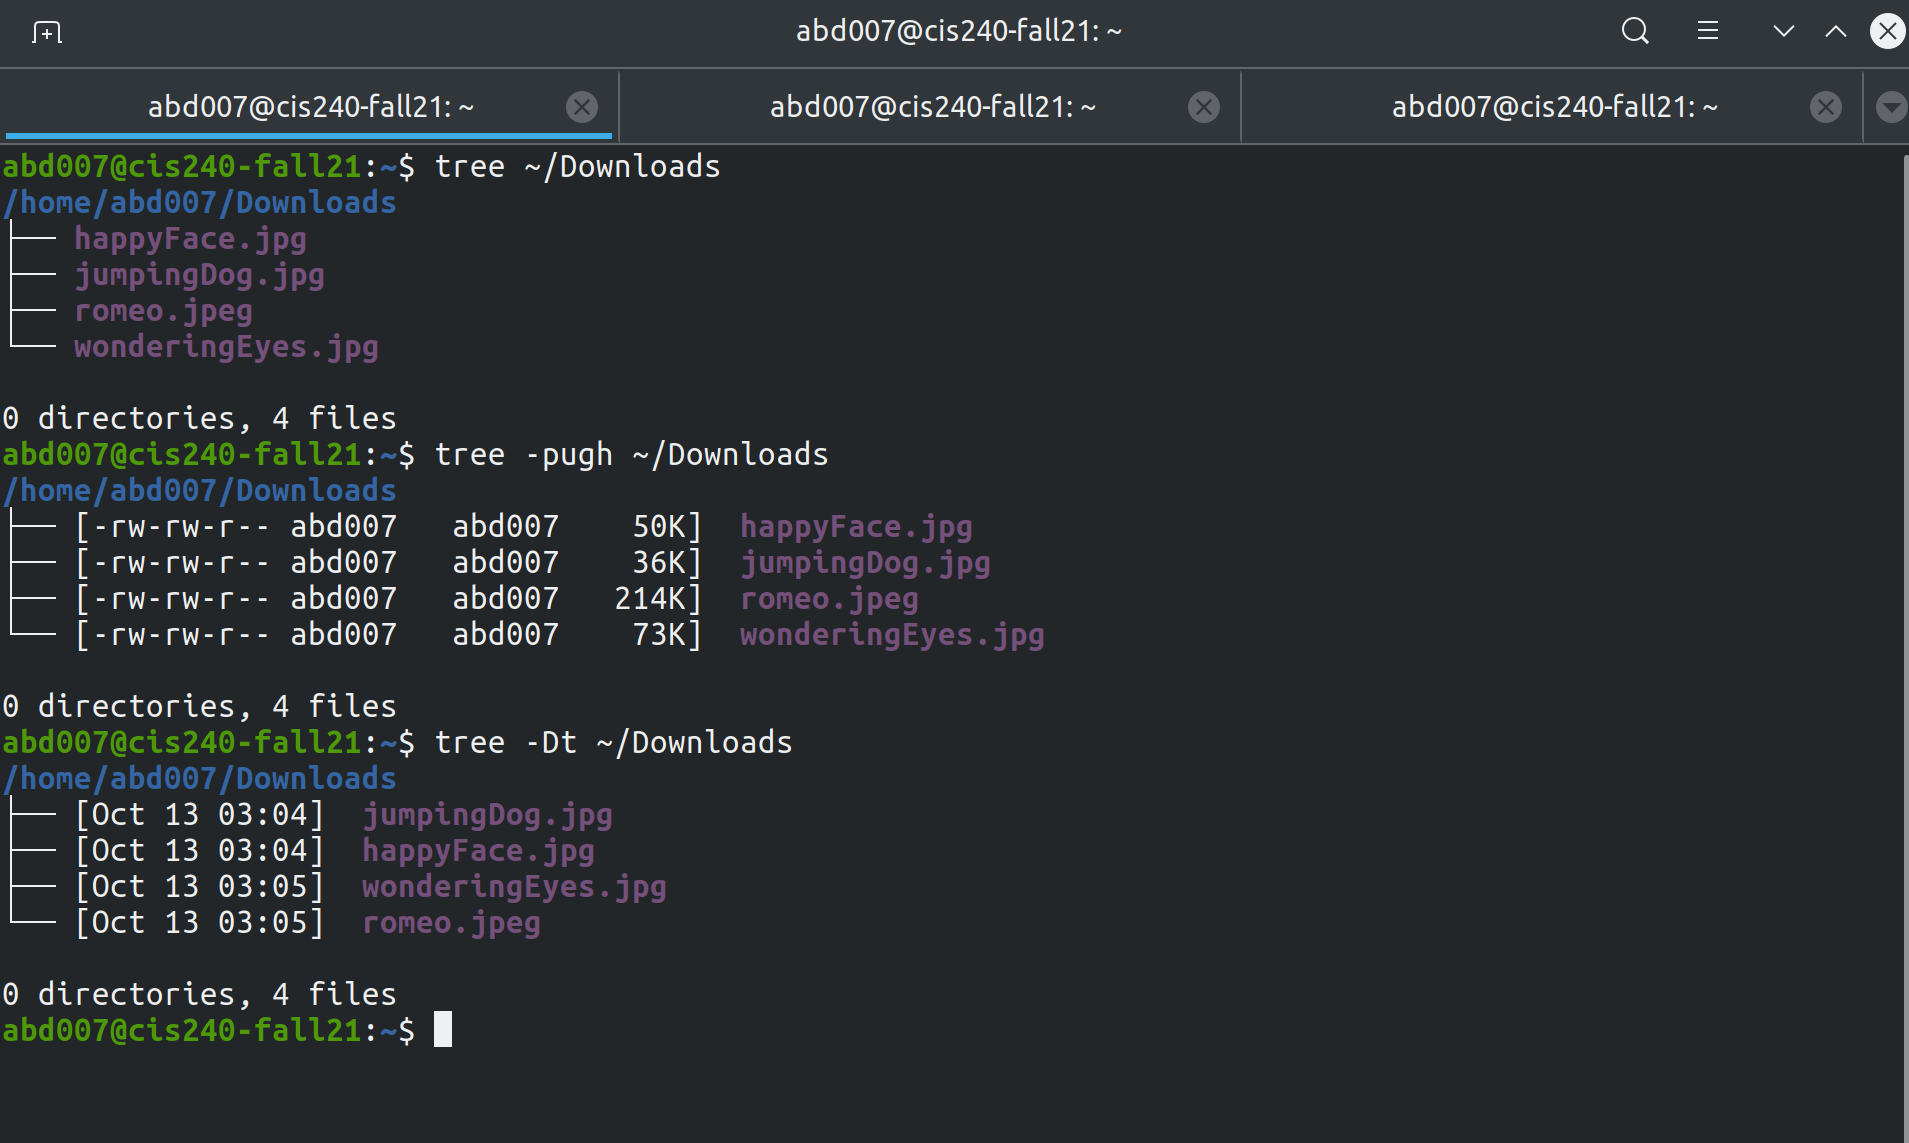 abd007@cis240-fall21: ~
abd007@cis240-fall21: ~ abd007@cis240-fall21: ~ abd007@cis240-fall21: ~
abd007@cis240-fall21:~$ tree ~/Downloads
/home/abd007/Downloads
├── happyFace.jpg
├── jumpingDog.jpg
├── romeo.jpeg
└── wonderingEyes.jpg
0 directories, 4 files
abd007@cis240-fall21:~$ tree -pugh ~/Downloads
/home/abd007/Downloads
├── [-rw-rw-r-- abd007   abd007    50K]  happyFace.jpg
├── [-rw-rw-r-- abd007   abd007    36K]  jumpingDog.jpg
├── [-rw-rw-r-- abd007   abd007   214K]  romeo.jpeg
└── [-rw-rw-r-- abd007   abd007    73K]  wonderingEyes.jpg
0 directories, 4 files
abd007@cis240-fall21:~$ tree -Dt ~/Downloads
/home/abd007/Downloads
├── [Oct 13 03:04]  jumpingDog.jpg
├── [Oct 13 03:04]  happyFace.jpg
├── [Oct 13 03:05]  wonderingEyes.jpg
└── [Oct 13 03:05]  romeo.jpeg
0 directories, 4 files
abd007@cis240-fall21:~$